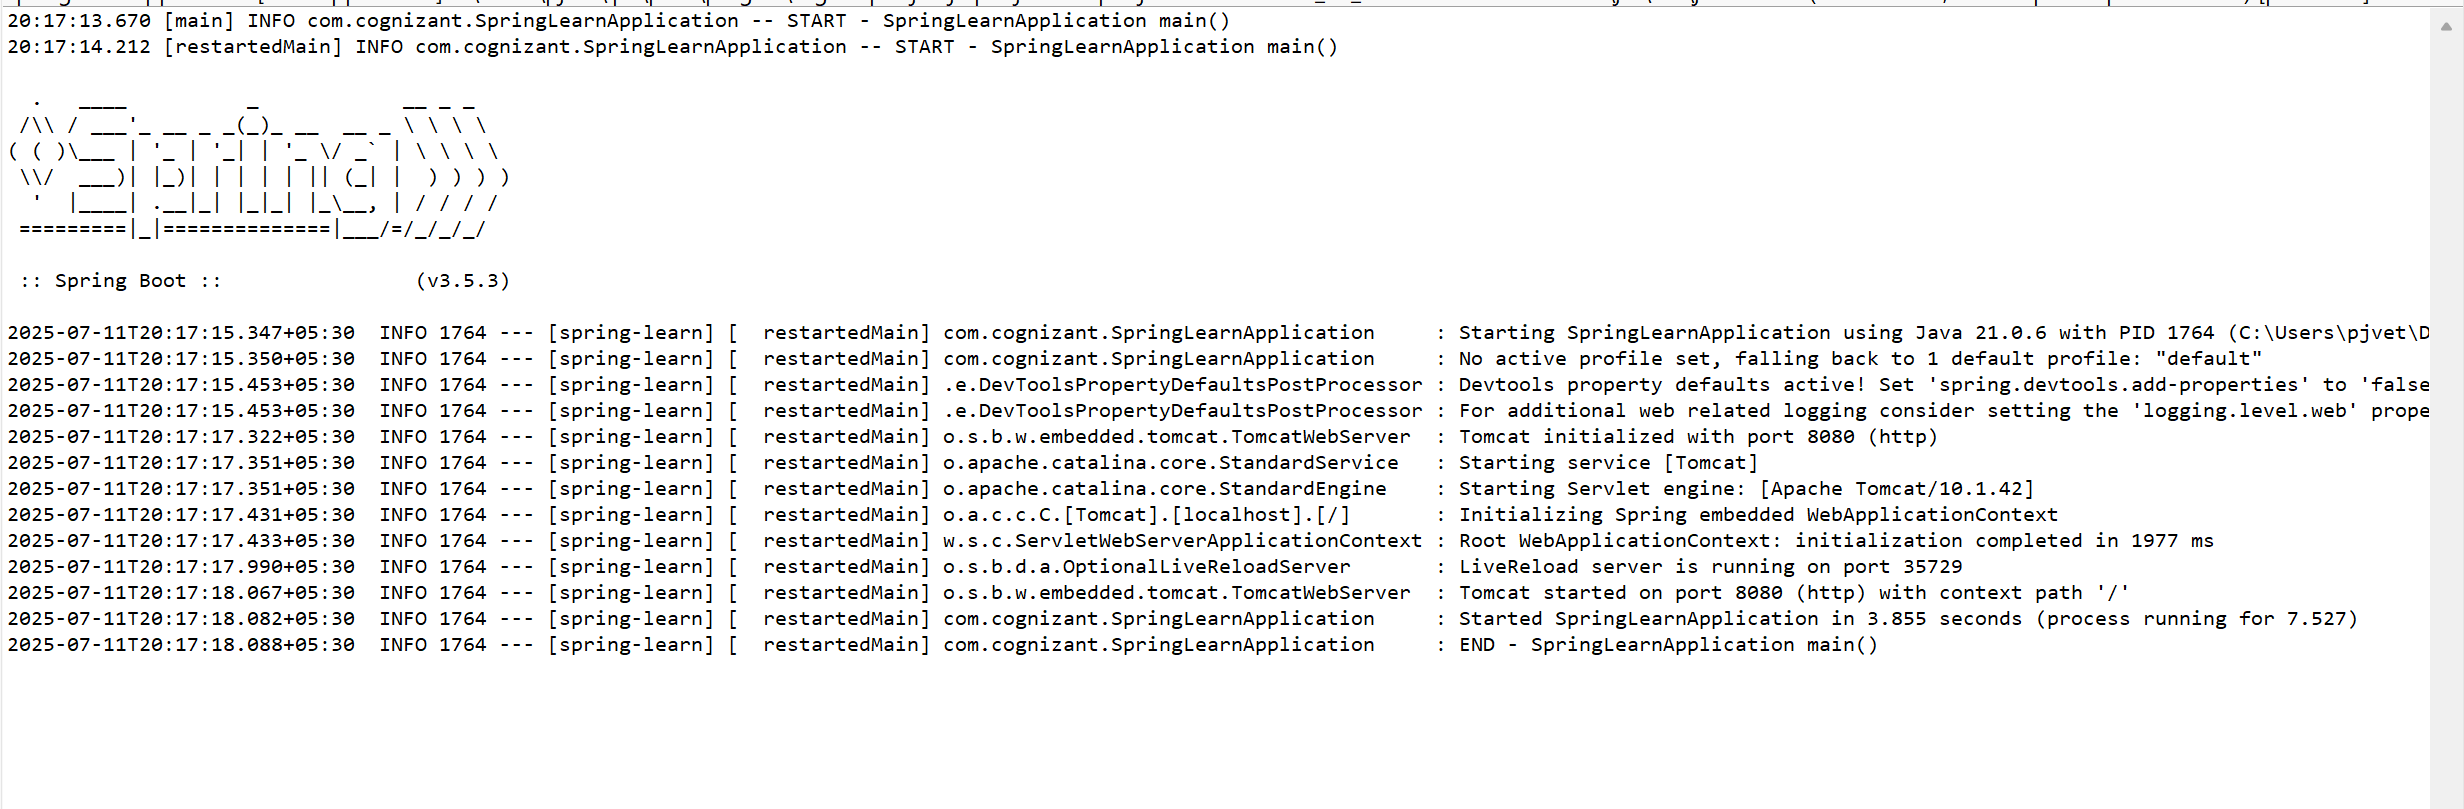 20:17:13.670 [main] INFO com.cognizant.SpringLearnApplication -- START - SpringLearnApplication main()
20:17:14.212 [restartedMain] INFO com.cognizant.SpringLearnApplication -- START - SpringLearnApplication main()

  .   ____          _            __ _ _
 /\\ / ___'_ __ _ _(_)_ __  __ _ \ \ \ \
( ( )\___ | '_ | '_| | '_ \/ _` | \ \ \ \
 \\/  ___)| |_)| | | | | || (_| |  ) ) ) )
  '  |____| .__|_| |_|_| |_\__, | / / / /
 =========|_|==============|___/=/_/_/_/

 :: Spring Boot ::                (v3.5.3)

2025-07-11T20:17:15.347+05:30  INFO 1764 --- [spring-learn] [  restartedMain] com.cognizant.SpringLearnApplication     : Starting SpringLearnApplication using Java 21.0.6 with PID 1764 (C:\Users\pjvet\D
2025-07-11T20:17:15.350+05:30  INFO 1764 --- [spring-learn] [  restartedMain] com.cognizant.SpringLearnApplication     : No active profile set, falling back to 1 default profile: "default"
2025-07-11T20:17:15.453+05:30  INFO 1764 --- [spring-learn] [  restartedMain] .e.DevToolsPropertyDefaultsPostProcessor : Devtools property defaults active! Set 'spring.devtools.add-properties' to 'false
2025-07-11T20:17:15.453+05:30  INFO 1764 --- [spring-learn] [  restartedMain] .e.DevToolsPropertyDefaultsPostProcessor : For additional web related logging consider setting the 'logging.level.web' prope
2025-07-11T20:17:17.322+05:30  INFO 1764 --- [spring-learn] [  restartedMain] o.s.b.w.embedded.tomcat.TomcatWebServer  : Tomcat initialized with port 8080 (http)
2025-07-11T20:17:17.351+05:30  INFO 1764 --- [spring-learn] [  restartedMain] o.apache.catalina.core.StandardService   : Starting service [Tomcat]
2025-07-11T20:17:17.351+05:30  INFO 1764 --- [spring-learn] [  restartedMain] o.apache.catalina.core.StandardEngine    : Starting Servlet engine: [Apache Tomcat/10.1.42]
2025-07-11T20:17:17.431+05:30  INFO 1764 --- [spring-learn] [  restartedMain] o.a.c.c.C.[Tomcat].[localhost].[/]       : Initializing Spring embedded WebApplicationContext
2025-07-11T20:17:17.433+05:30  INFO 1764 --- [spring-learn] [  restartedMain] w.s.c.ServletWebServerApplicationContext : Root WebApplicationContext: initialization completed in 1977 ms
2025-07-11T20:17:17.990+05:30  INFO 1764 --- [spring-learn] [  restartedMain] o.s.b.d.a.OptionalLiveReloadServer       : LiveReload server is running on port 35729
2025-07-11T20:17:18.067+05:30  INFO 1764 --- [spring-learn] [  restartedMain] o.s.b.w.embedded.tomcat.TomcatWebServer  : Tomcat started on port 8080 (http) with context path '/'
2025-07-11T20:17:18.082+05:30  INFO 1764 --- [spring-learn] [  restartedMain] com.cognizant.SpringLearnApplication     : Started SpringLearnApplication in 3.855 seconds (process running for 7.527)
2025-07-11T20:17:18.088+05:30  INFO 1764 --- [spring-learn] [  restartedMain] com.cognizant.SpringLearnApplication     : END - SpringLearnApplication main()